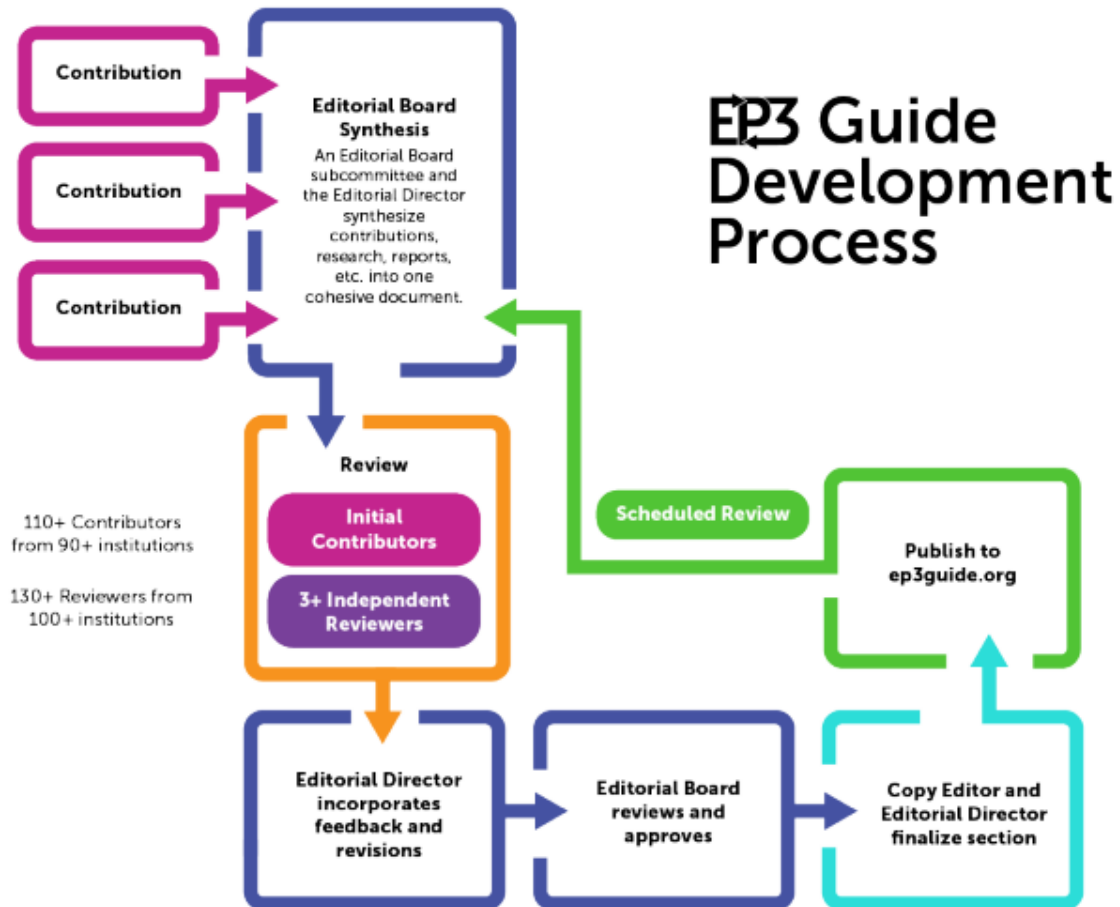 Contribution
Contribution
Contribution
Editorial Board
Synthesis
An Editorial Board
subcommittee and
the Editorial Director
synthesize
contributions,
research, reports,
etc. into one
cohesive document.
EP3 Guide
Development
Process
Review
Initial
Contributors
3+ Independent
Reviewers
110+ Contributors
from 90+ institutions
130+ Reviewers from
100+ institutions
Editorial Director
incorporates
feedback and
revisions
Editorial Board
reviews and
approves
Copy Editor and
Editorial Director
finalize section
Publish to
ep3guide.org
Scheduled Review